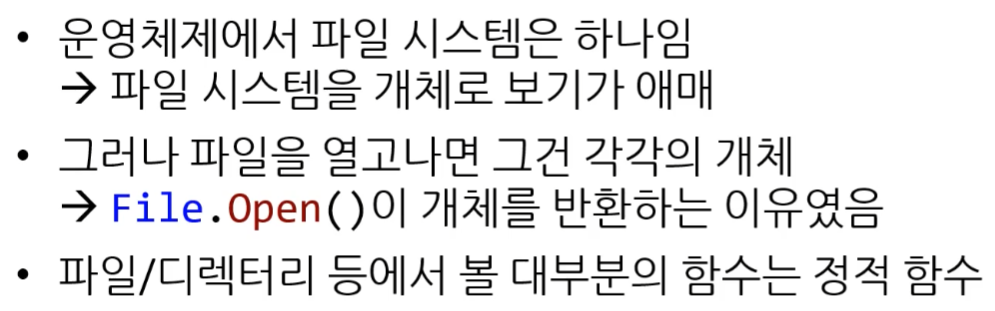 • 운영체제에서 파일 시스템은 하나임
→ 파일 시스템을 개체로 보기가 애매
• 그러나 파일을 열고나면 그건 각각의 개체
→ File.Open()이 개체를 반환하는 이유였음
• 파일/디렉터리 등에서 볼 대부분의 함수는 정적 함수